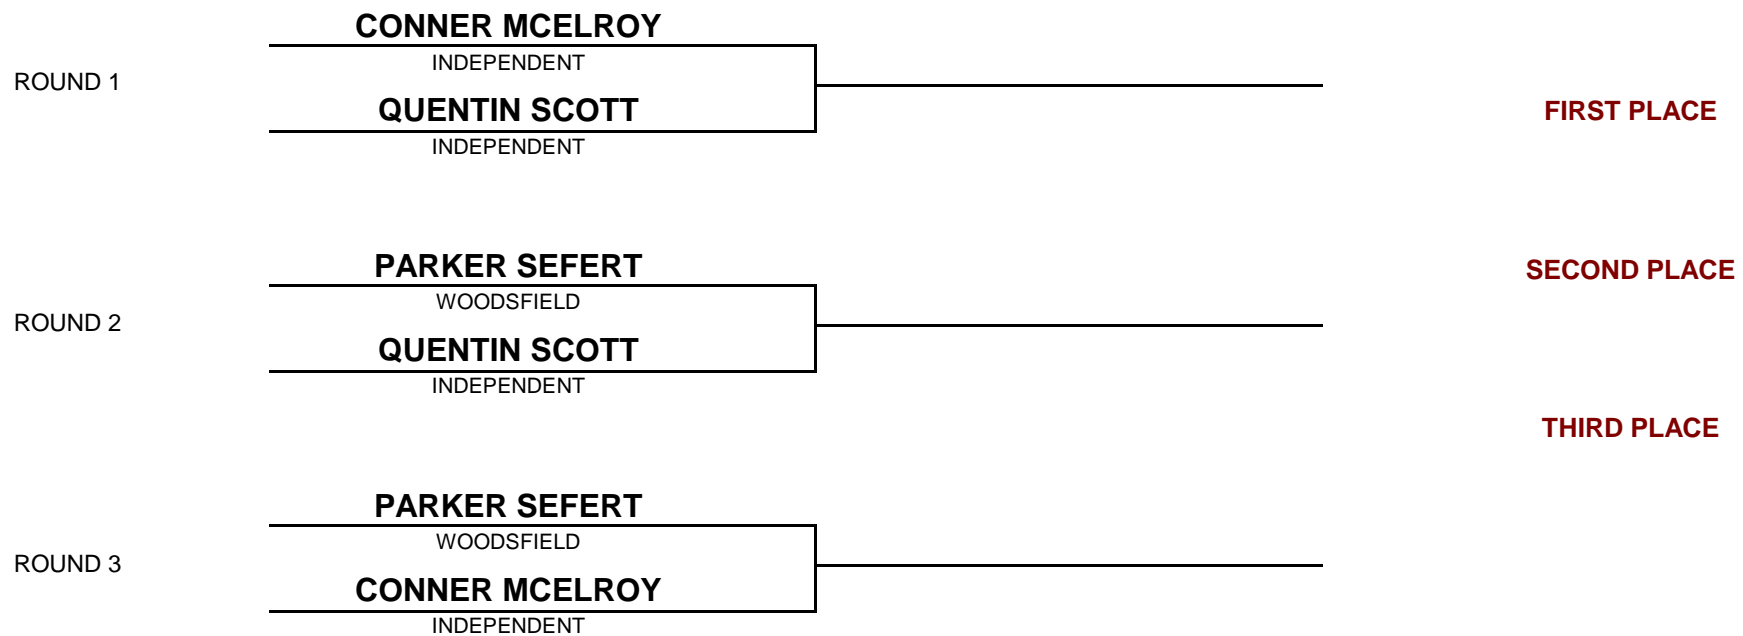 CONNER MCELROY
INDEPENDENT
ROUND 1
QUENTIN SCOTT
INDEPENDENT
FIRST PLACE
PARKER SEFERT
WOODSFIELD
ROUND 2
QUENTIN SCOTT
INDEPENDENT
SECOND PLACE
THIRD PLACE
PARKER SEFERT
WOODSFIELD
ROUND 3
CONNER MCELROY
INDEPENDENT